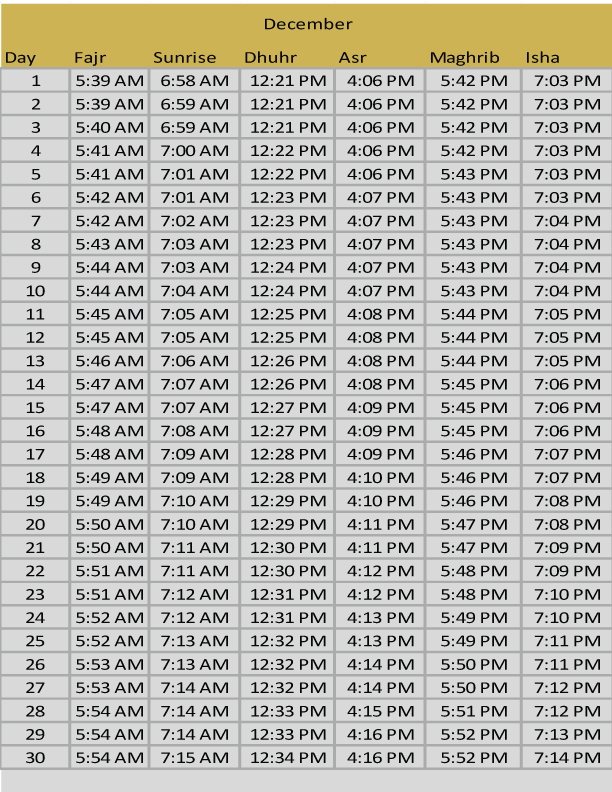 December
Day Fajr Sunrise Dhuhr Asr Maghrib Isha
1 5:39 AM 6:58 AM 12:21 PM 4:06 PM 5:42 PM 7:03 PM
2 5:39 AM 6:59 AM 12:21 PM 4:06 PM 5:42 PM 7:03 PM
3 5:40 AM 6:59 AM 12:21 PM 4:06 PM 5:42 PM 7:03 PM
4 5:41 AM 7:00 AM 12:22 PM 4:06 PM 5:42 PM 7:03 PM
5 5:41 AM 7:01 AM 12:22 PM 4:06 PM 5:43 PM 7:03 PM
6 5:42 AM 7:01 AM 12:23 PM 4:07 PM 5:43 PM 7:03 PM
7 5:42 AM 7:02 AM 12:23 PM 4:07 PM 5:43 PM 7:04 PM
8 5:43 AM 7:03 AM 12:23 PM 4:07 PM 5:43 PM 7:04 PM
9 5:44 AM 7:03 AM 12:24 PM 4:07 PM 5:43 PM 7:04 PM
10 5:44 AM 7:04 AM 12:24 PM 4:07 PM 5:43 PM 7:04 PM
11 5:45 AM 7:05 AM 12:25 PM 4:08 PM 5:44 PM 7:05 PM
12 5:45 AM 7:05 AM 12:25 PM 4:08 PM 5:44 PM 7:05 PM
13 5:46 AM 7:06 AM 12:26 PM 4:08 PM 5:44 PM 7:05 PM
14 5:47 AM 7:07 AM 12:26 PM 4:08 PM 5:45 PM 7:06 PM
15 5:47 AM 7:07 AM 12:27 PM 4:09 PM 5:45 PM 7:06 PM
16 5:48 AM 7:08 AM 12:27 PM 4:09 PM 5:45 PM 7:06 PM
17 5:48 AM 7:09 AM 12:28 PM 4:09 PM 5:46 PM 7:07 PM
18 5:49 AM 7:09 AM 12:28 PM 4:10 PM 5:46 PM 7:07 PM
19 5:49 AM 7:10 AM 12:29 PM 4:10 PM 5:46 PM 7:08 PM
20 5:50 AM 7:10 AM 12:29 PM 4:11 PM 5:47 PM 7:08 PM
21 5:50 AM 7:11 AM 12:30 PM 4:11 PM 5:47 PM 7:09 PM
22 5:51 AM 7:11 AM 12:30 PM 4:12 PM 5:48 PM 7:09 PM
23 5:51 AM 7:12 AM 12:31 PM 4:12 PM 5:48 PM 7:10 PM
24 5:52 AM 7:12 AM 12:31 PM 4:13 PM 5:49 PM 7:10 PM
25 5:52 AM 7:13 AM 12:32 PM 4:13 PM 5:49 PM 7:11 PM
26 5:53 AM 7:13 AM 12:32 PM 4:14 PM 5:50 PM 7:11 PM
27 5:53 AM 7:14 AM 12:32 PM 4:14 PM 5:50 PM 7:12 PM
28 5:54 AM 7:14 AM 12:33 PM 4:15 PM 5:51 PM 7:12 PM
29 5:54 AM 7:14 AM 12:33 PM 4:16 PM 5:52 PM 7:13 PM
30 5:54 AM 7:15 AM 12:34 PM 4:16 PM 5:52 PM 7:14 PM